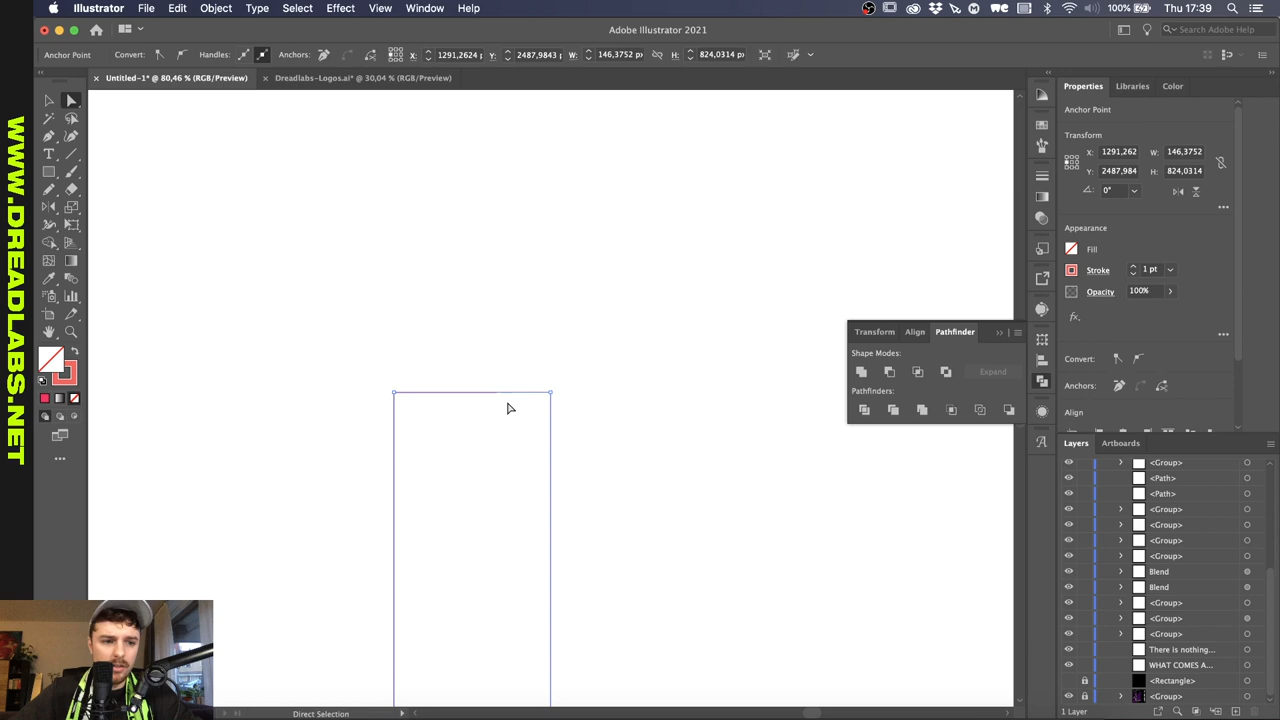 Illustrator File Edit Object Type Select Effect View Window Help 100% Thu 17:39
Adobe Illustrator 2021
Search Adobe Help
Anchor Point Convert: Handles: Anchors: X: 1291,2624 p Y: 2487,9843 p W: 146,3752 px H: 824,0314 px
× Untitled-1* @ 80,46 % (RGB/Preview) × Dreadlabs-Logos.ai* @ 30,04 % (RGB/Preview)
Properties Libraries Color
Anchor Point
Transform
X: 1291,262 W: 146,3752
Y: 2487,984 H: 824,0314
0°
Appearance
Fill
Stroke 1 pt
Opacity 100%
fx
Transform Align Pathfinder
Shape Modes:
Expand
Pathfinders:
Convert:
Anchors:
Align
Layers Artboards
<Group>
<Path>
<Path>
<Group>
<Group>
<Group>
<Group>
Blend
Blend
<Group>
<Group>
<Group>
There is nothing...
WHAT COMES A...
<Rectangle>
<Group>
1 Layer
Direct Selection
WWW.DREADLABS.NET